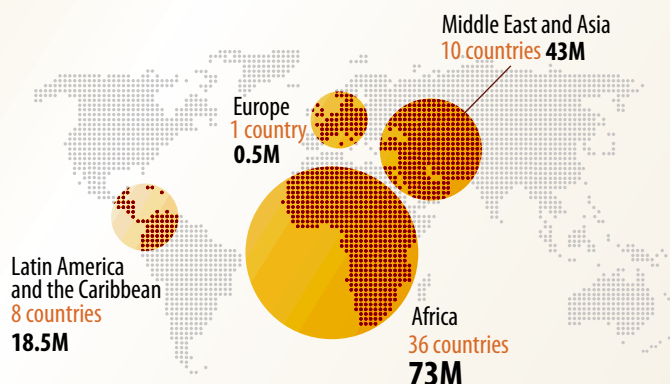 Middle East and Asia
10 countries 43M
Europe
1 country
0.5M
Latin America
and the Caribbean
8 countries
18.5M
Africa
36 countries
73M